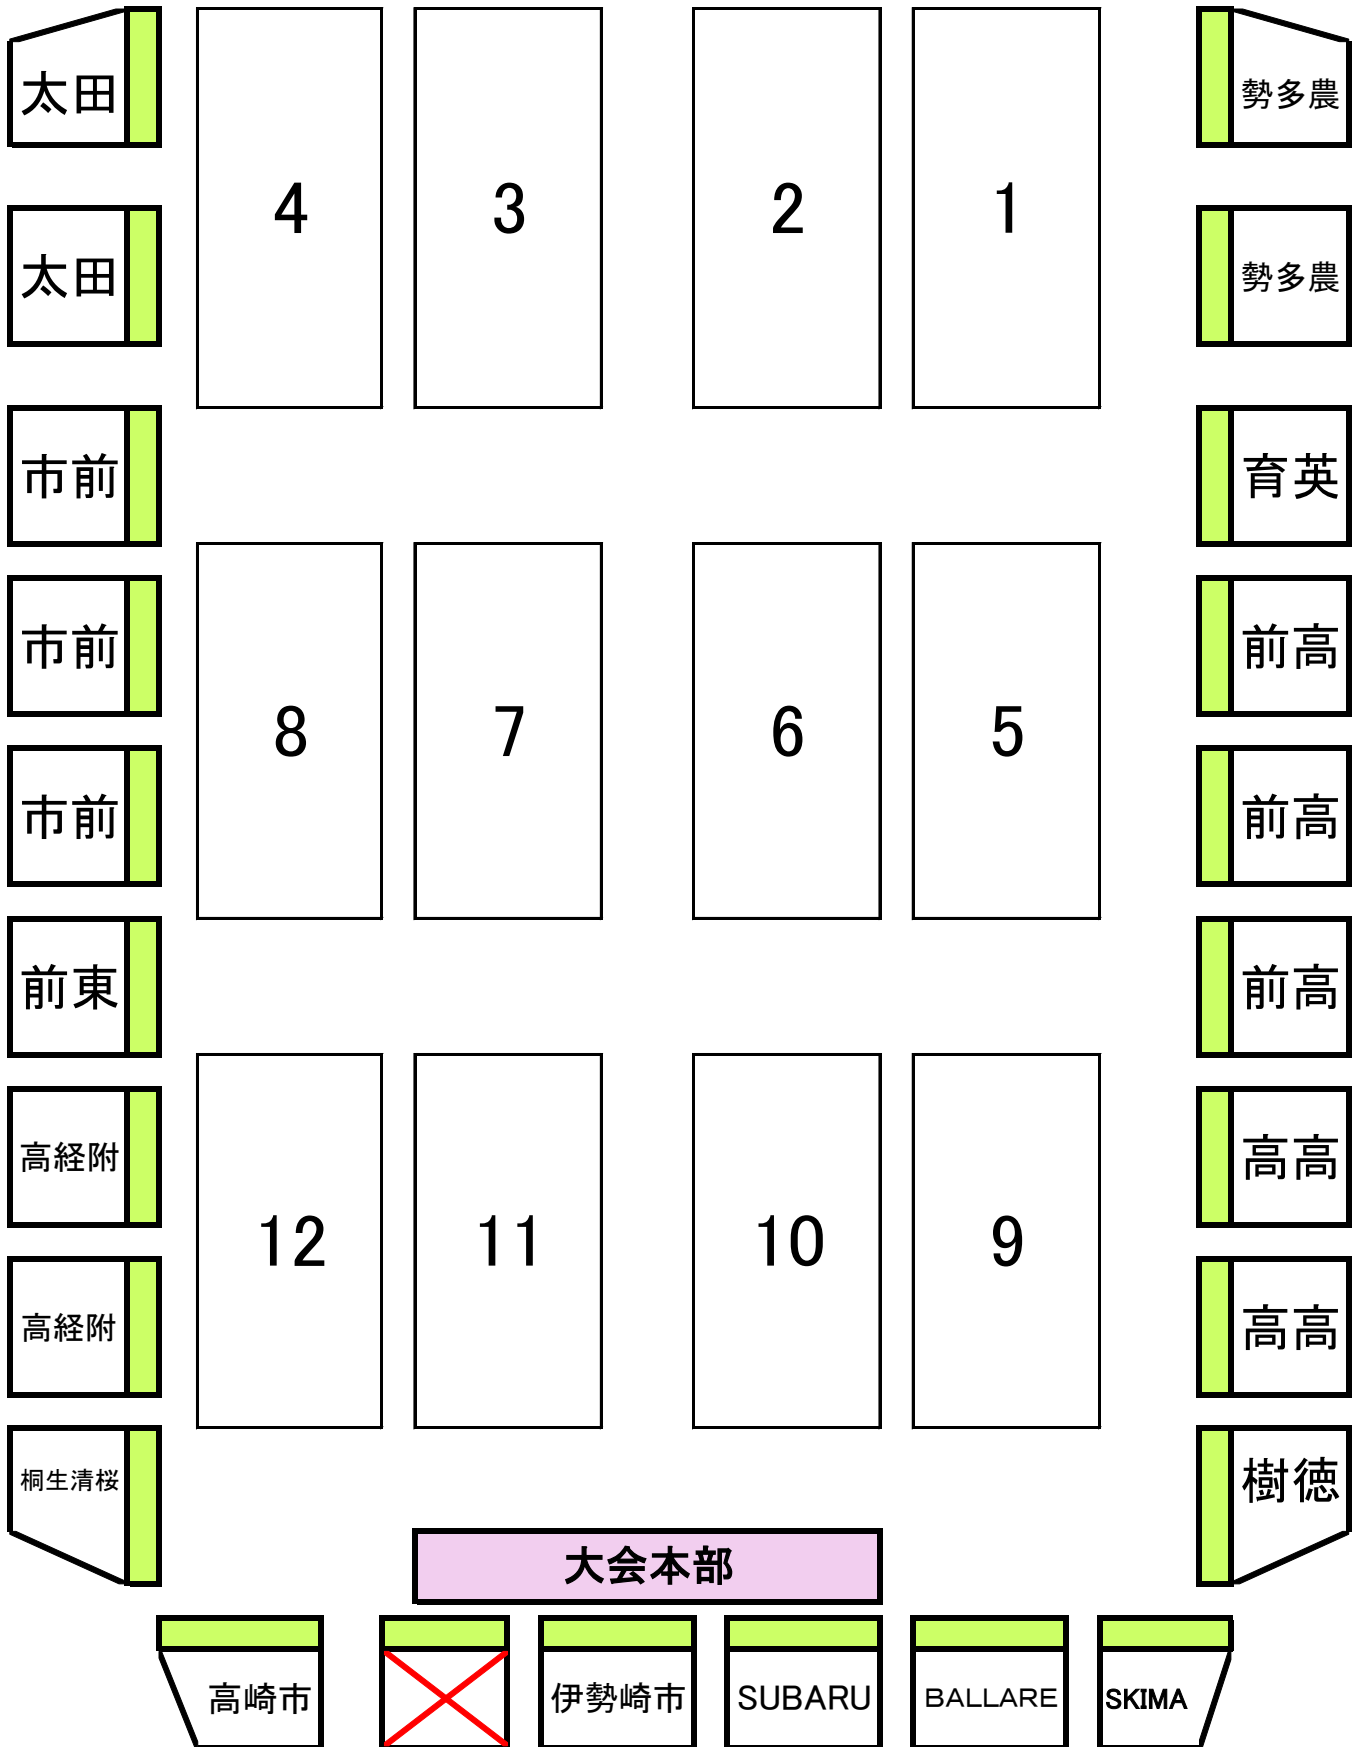 太田
4
3
2
1
勢多農
太田
勢多農
市前
育英
市前
前高
8
7
6
5
市前
前高
前東
前高
高経附
高高
12
11
10
9
高経附
高高
桐生清桜
樹徳
大会本部
高崎市
伊勢崎市
SUBARU
BALLARE
SKIMA